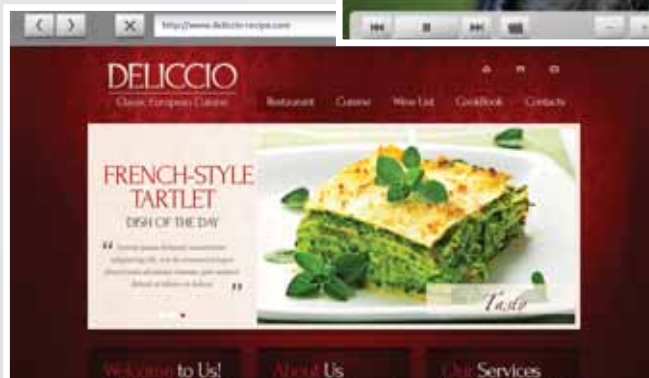 http://www.deliccio-recipe.com
DELICCIO
Classic European Cuisine
Restaurant Cuisine Wine List CookBook Contacts
FRENCH-STYLE
TARTLET
DISH OF THE DAY
Tasty
Welcome to Us!
About Us
Our Services